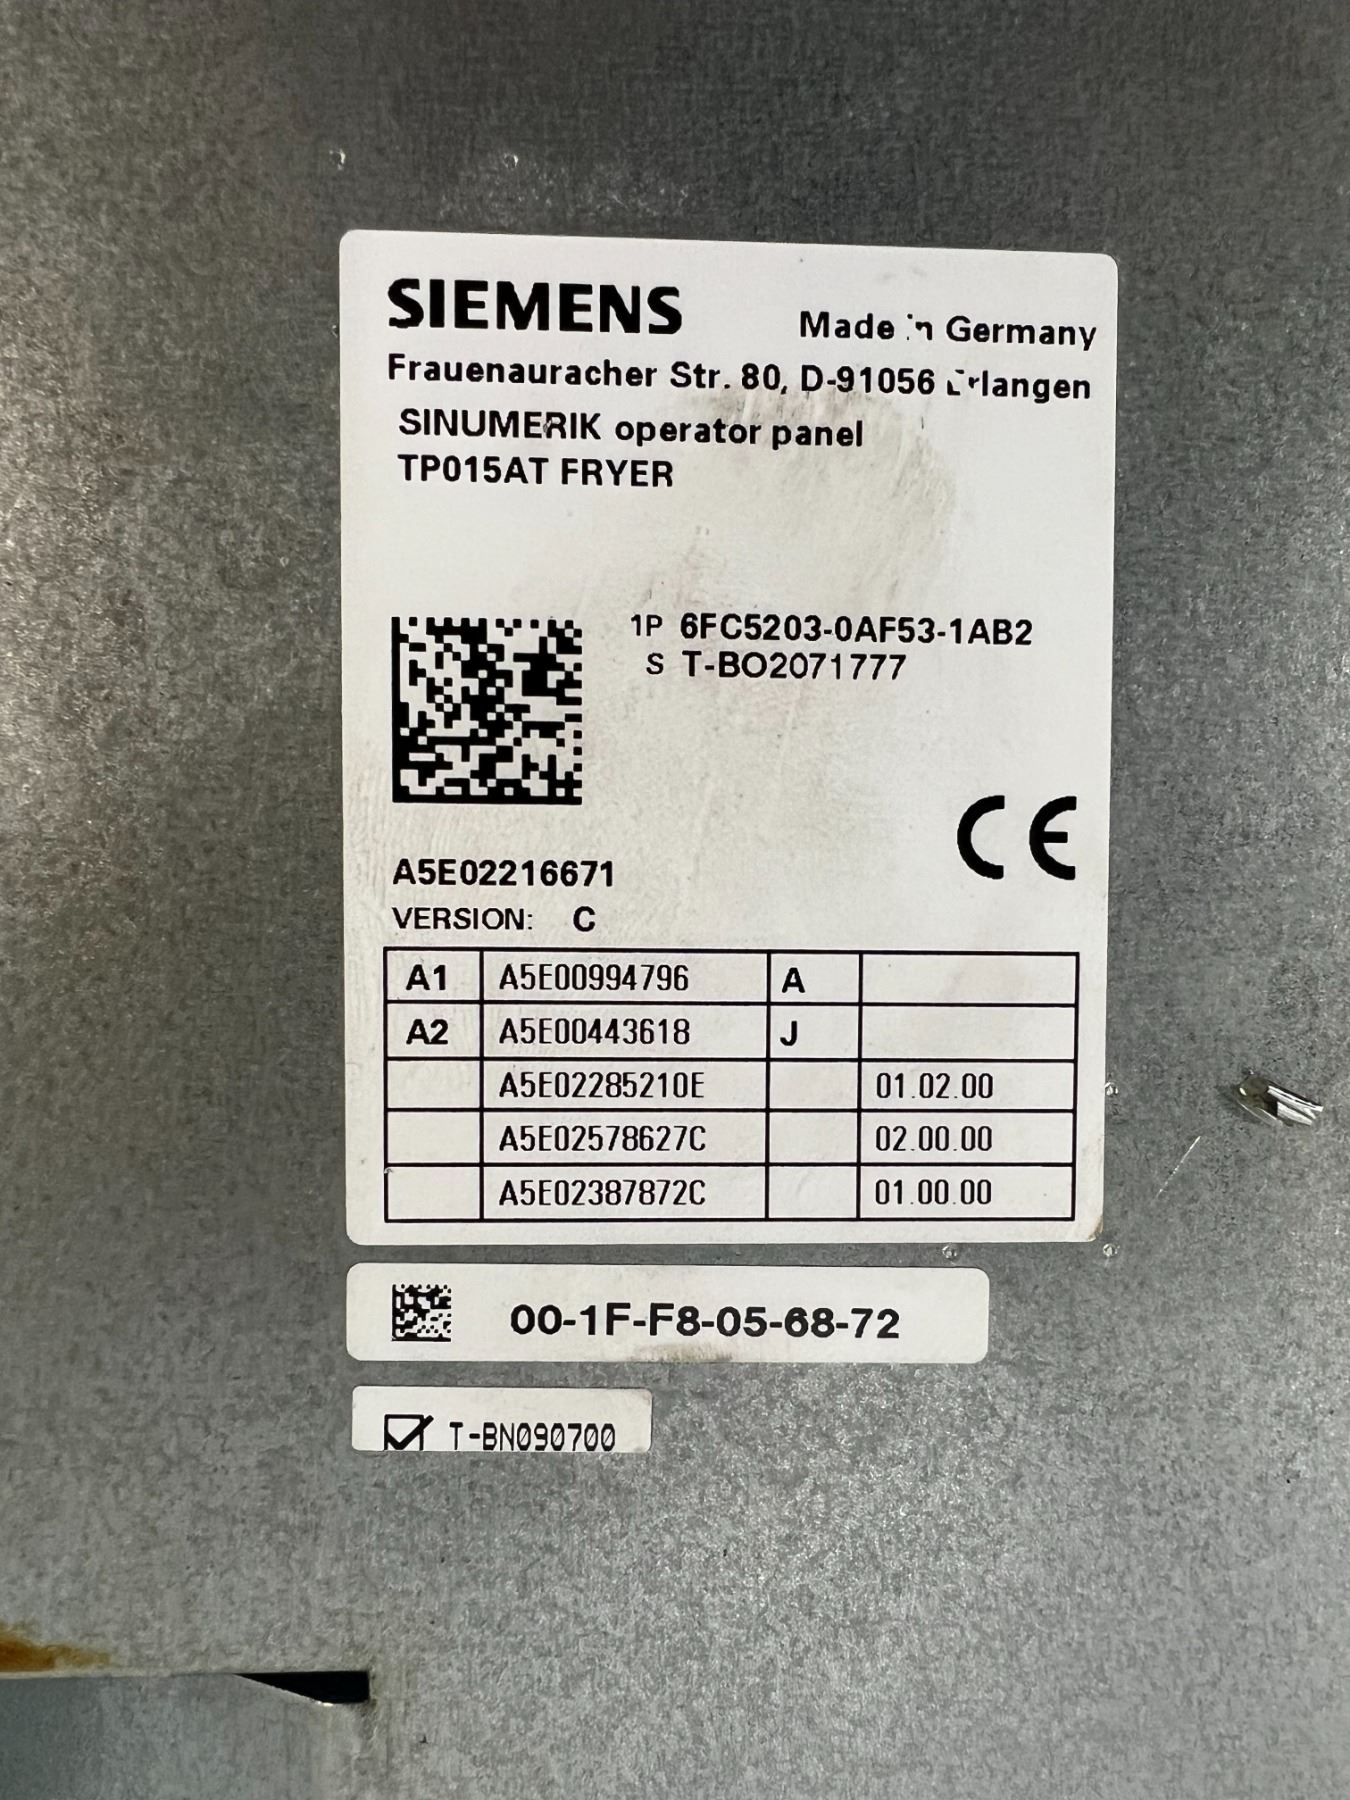 SIEMENS
Made in Germany
Frauenauracher Str. 80, D-91056 Erlangen
SINUMERIK operator panel
TP015AT FRYER
1P 6FC5203-0AF53-1AB2
S T-BO2071777
CE
A5E02216671
VERSION: C
A1 A5E00994796 A
A2 A5E00443618 J
A5E02285210E 01.02.00
A5E02578627C 02.00.00
A5E02387872C 01.00.00
00-1F-F8-05-68-72
T-BN090700